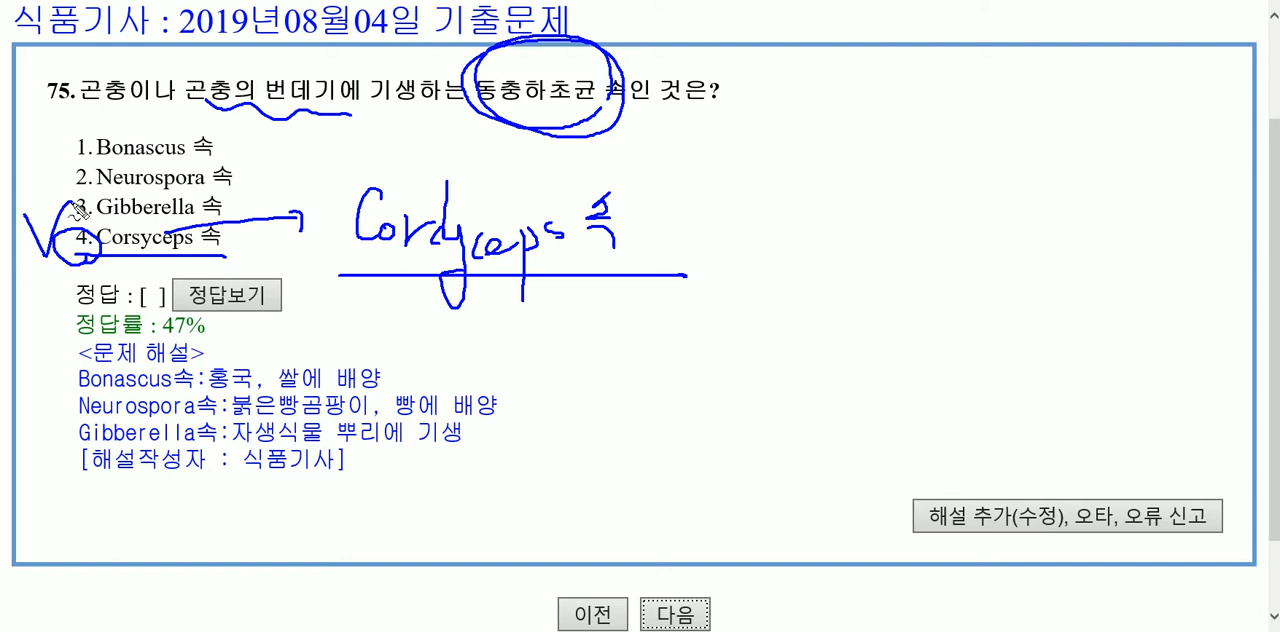 식품기사 : 2019년08월04일 기출문제
75. 곤충이나 곤충의 번데기에 기생하는 동충하초균 속인 것은?
1. Bonascus 속
2. Neurospora 속
3. Gibberella 속
4. Corsyceps 속
Cordyceps 속
정답 : [ ] 정답보기
정답률 : 47%
<문제 해설>
Bonascus속:홍국, 쌀에 배양
Neurospora속:붉은빵곰팡이, 빵에 배양
Gibberella속:자생식물 뿌리에 기생
[해설작성자 : 식품기사]
해설 추가(수정), 오타, 오류 신고
이전 다음